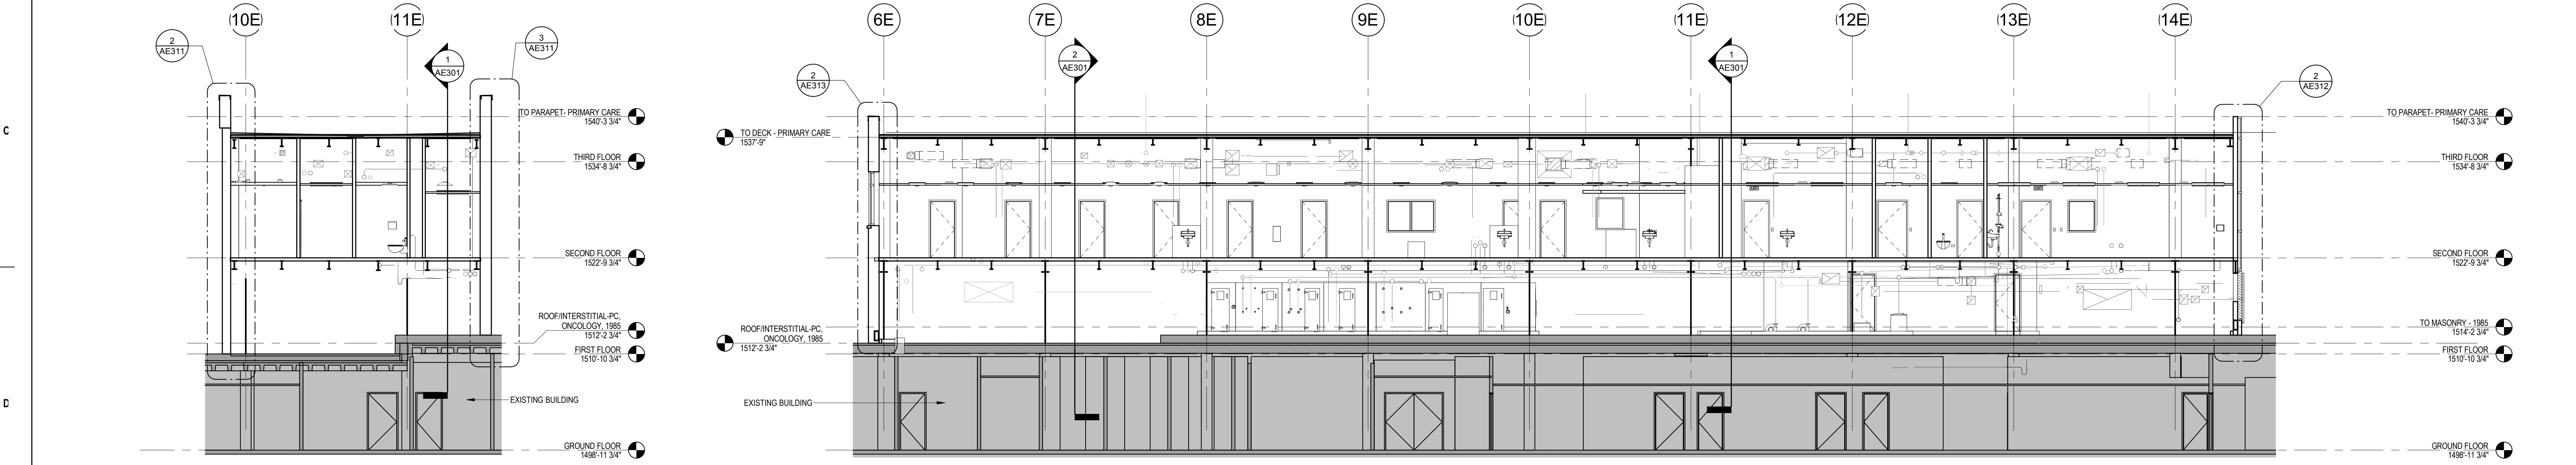 (10E)
(11E)
2
AE311
3
AE311
1
AE301
TO PARAPET- PRIMARY CARE
1540'-3 3/4"
THIRD FLOOR
1534'-8 3/4"
SECOND FLOOR
1522'-9 3/4"
ROOF/INTERSTITIAL-PC,
ONCOLOGY, 1985
1512'-2 3/4"
FIRST FLOOR
1510'-10 3/4"
EXISTING BUILDING
GROUND FLOOR
1498'-11 3/4"
C
D
6E
7E
8E
9E
(10E)
(11E)
(12E)
(13E)
(14E)
2
AE313
2
AE301
1
AE301
2
AE312
TO DECK - PRIMARY CARE
1537'-9"
ROOF/INTERSTITIAL-PC,
ONCOLOGY, 1985
1512'-2 3/4"
EXISTING BUILDING
TO PARAPET- PRIMARY CARE
1540'-3 3/4"
THIRD FLOOR
1534'-8 3/4"
SECOND FLOOR
1522'-9 3/4"
TO MASONRY - 1985
1514'-2 3/4"
FIRST FLOOR
1510'-10 3/4"
GROUND FLOOR
1498'-11 3/4"